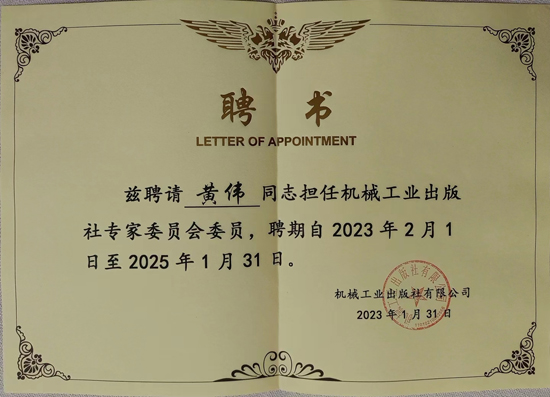 聘书
LETTER OF APPOINTMENT
兹聘请 黄伟 同志担任机械工业出版
社专家委员会委员，聘期自 2023 年 2 月 1
日至 2025 年 1 月 31 日。
机械工业出版社有限公司
2023 年 1 月 31 日